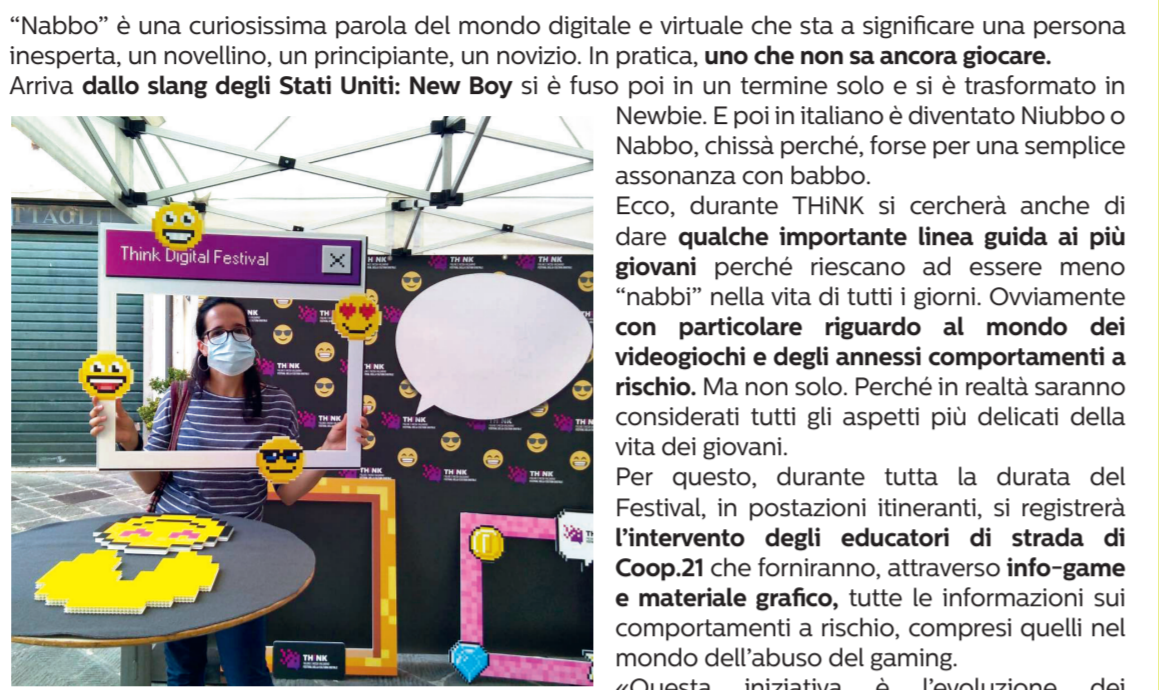 “Nabbo” è una curiosissima parola del mondo digitale e virtuale che sta a significare una persona
inesperta, un novellino, un principiante, un novizio. In pratica, uno che non sa ancora giocare.
Arriva dallo slang degli Stati Uniti: New Boy si è fuso poi in un termine solo e si è trasformato in
Newbie. E poi in italiano è diventato Niubbo o
Nabbo, chissà perché, forse per una semplice
assonanza con babbo.
Ecco, durante THiNK si cercherà anche di
dare qualche importante linea guida ai più
giovani perché riescano ad essere meno
“nabbi” nella vita di tutti i giorni. Ovviamente
con particolare riguardo al mondo dei
videogiochi e degli annessi comportamenti a
rischio. Ma non solo. Perché in realtà saranno
considerati tutti gli aspetti più delicati della
vita dei giovani.
Per questo, durante tutta la durata del
Festival, in postazioni itineranti, si registrerà
l’intervento degli educatori di strada di
Coop.21 che forniranno, attraverso info-game
e materiale grafico, tutte le informazioni sui
comportamenti a rischio, compresi quelli nel
mondo dell’abuso del gaming.
«Questa iniziativa è l’evoluzione dei
Think Digital Festival
THiNK